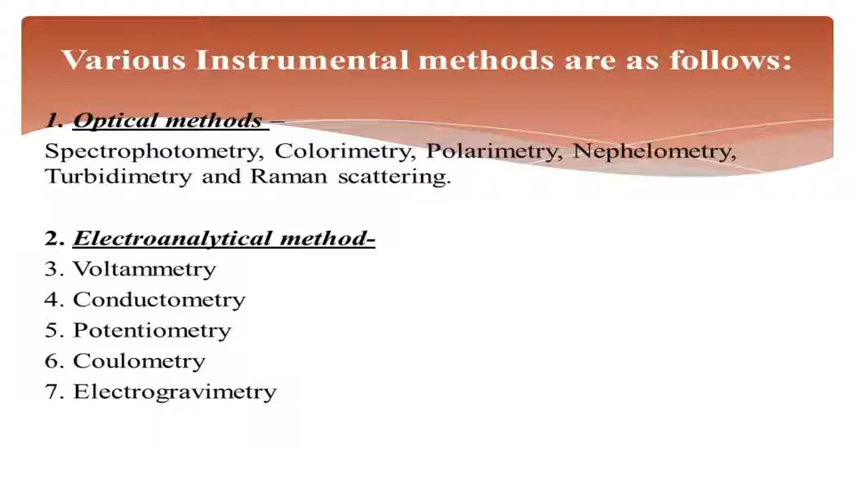 Various Instrumental methods are as follows:
1. Optical methods –
Spectrophotometry, Colorimetry, Polarimetry, Nephelometry,
Turbidimetry and Raman scattering.
2. Electroanalytical method-
3. Voltammetry
4. Conductometry
5. Potentiometry
6. Coulometry
7. Electrogravimetry